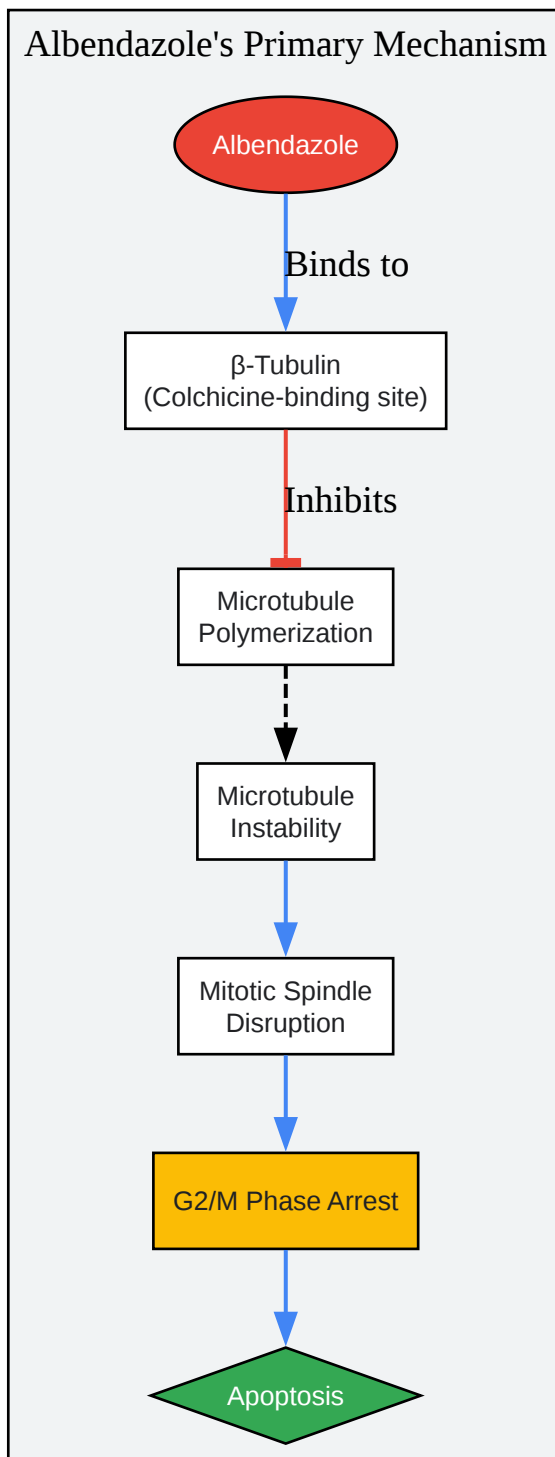 Albendazole's Primary Mechanism
Albendazole
Binds to
β-Tubulin
(Colchicine-binding site)
Inhibits
Microtubule
Polymerization
Microtubule
Instability
Mitotic Spindle
Disruption
G2/M Phase Arrest
Apoptosis